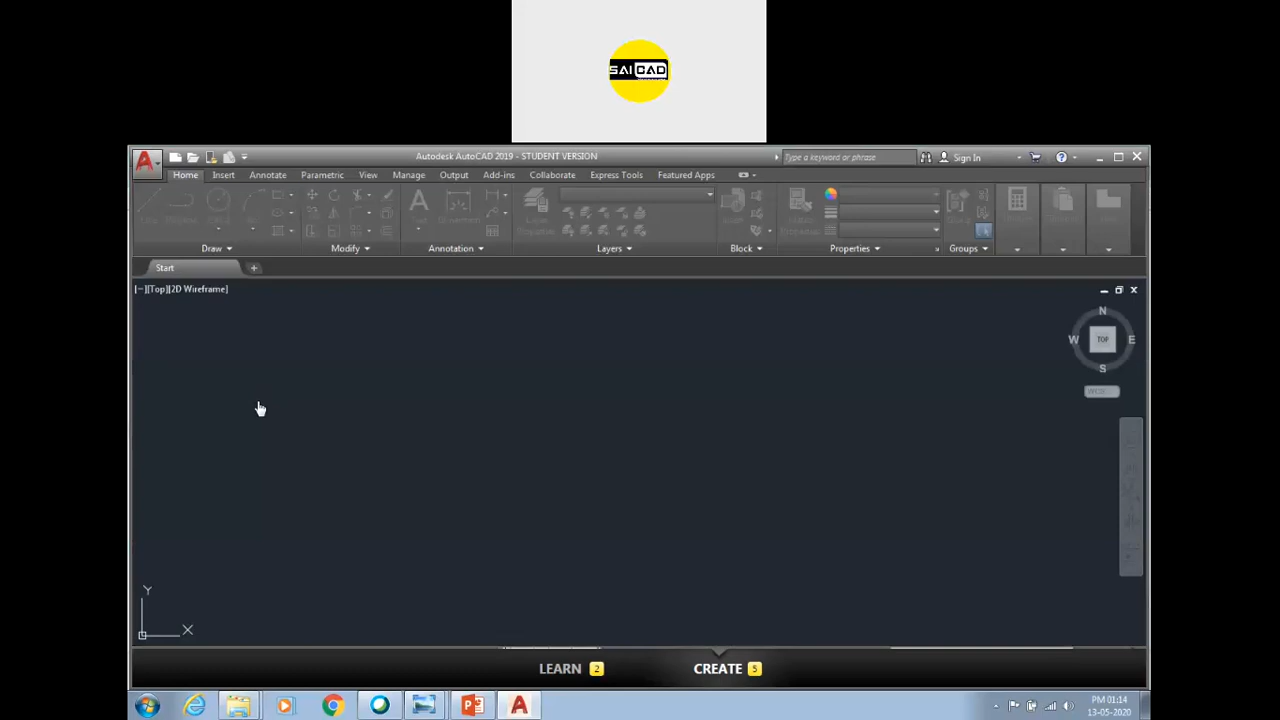 SAI CAD
Autodesk AutoCAD 2019 - STUDENT VERSION
Type a keyword or phrase
Sign In
Home Insert Annotate Parametric View Manage Output Add-ins Collaborate Express Tools Featured Apps
Draw Modify Annotation Layers Block Properties Groups
Start
[−][Top][2D Wireframe]
N
W TOP E
S
Y
X
LEARN 2
CREATE 5
PM 01:14
13-05-2020